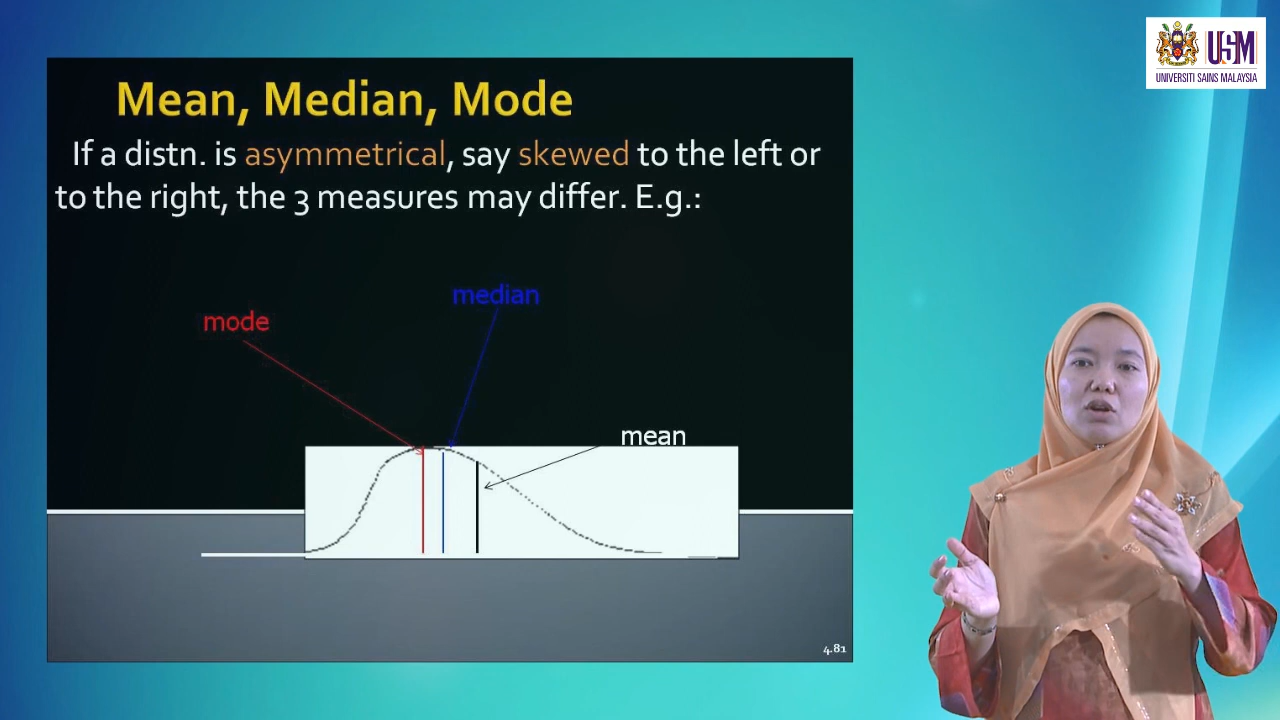 USM
UNIVERSITI SAINS MALAYSIA
Mean, Median, Mode
If a distn. is asymmetrical, say skewed to the left or
to the right, the 3 measures may differ. E.g.:
median
mode
mean
4.81